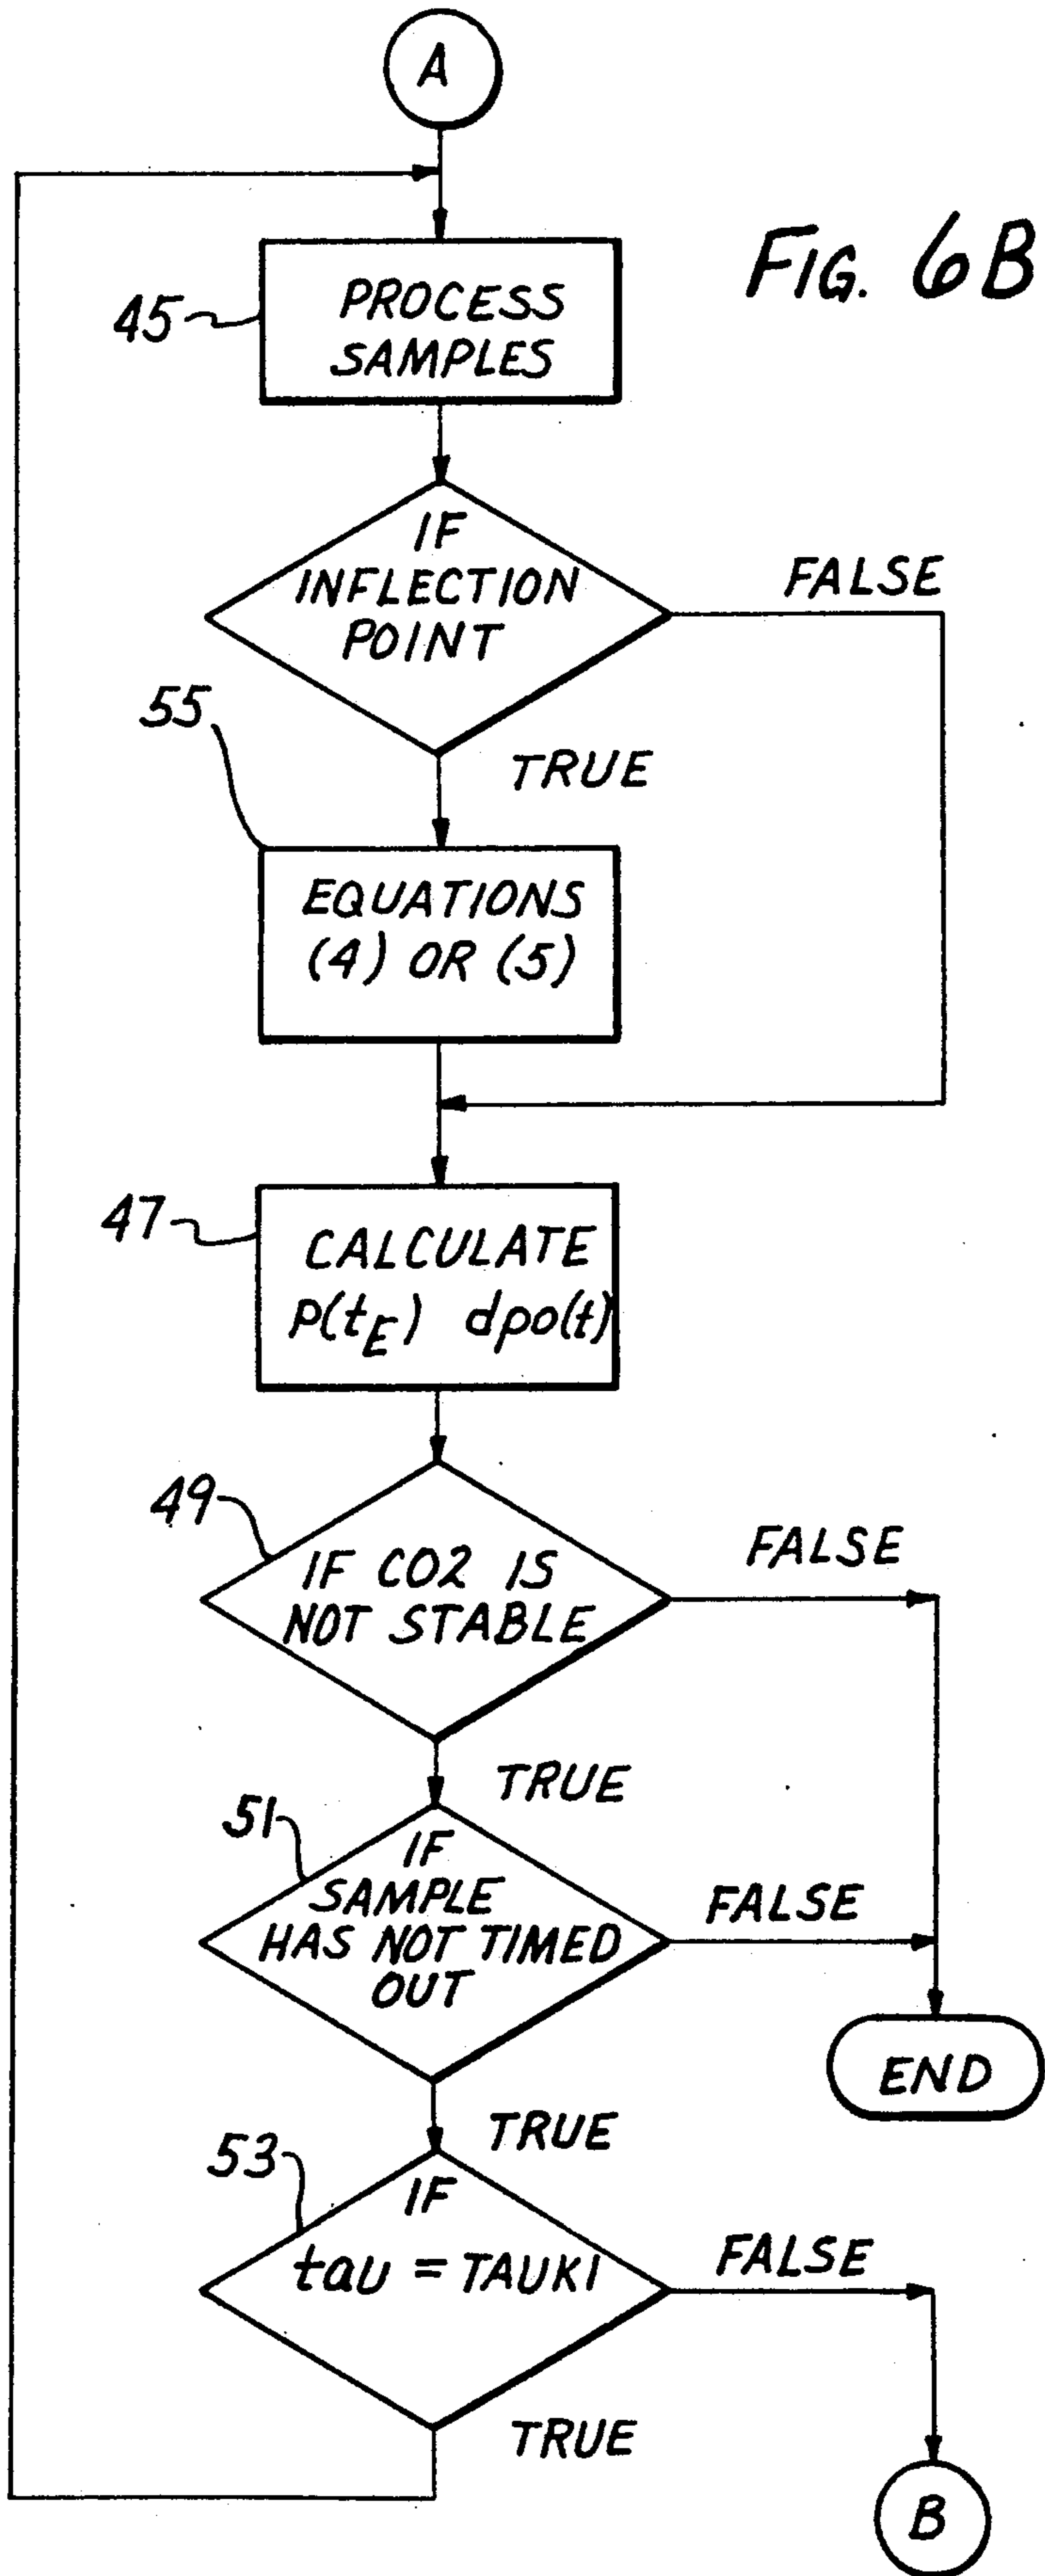 A
FIG. 6B
45
PROCESS
SAMPLES
IF
INFLECTION
POINT
FALSE
55
TRUE
EQUATIONS
(4) OR (5)
47
CALCULATE
p(tE) dpo(t)
49
IF CO2 IS
NOT STABLE
FALSE
TRUE
51
IF
SAMPLE
HAS NOT TIMED
OUT
FALSE
END
TRUE
53
IF
tau = TAUK1
FALSE
TRUE
B